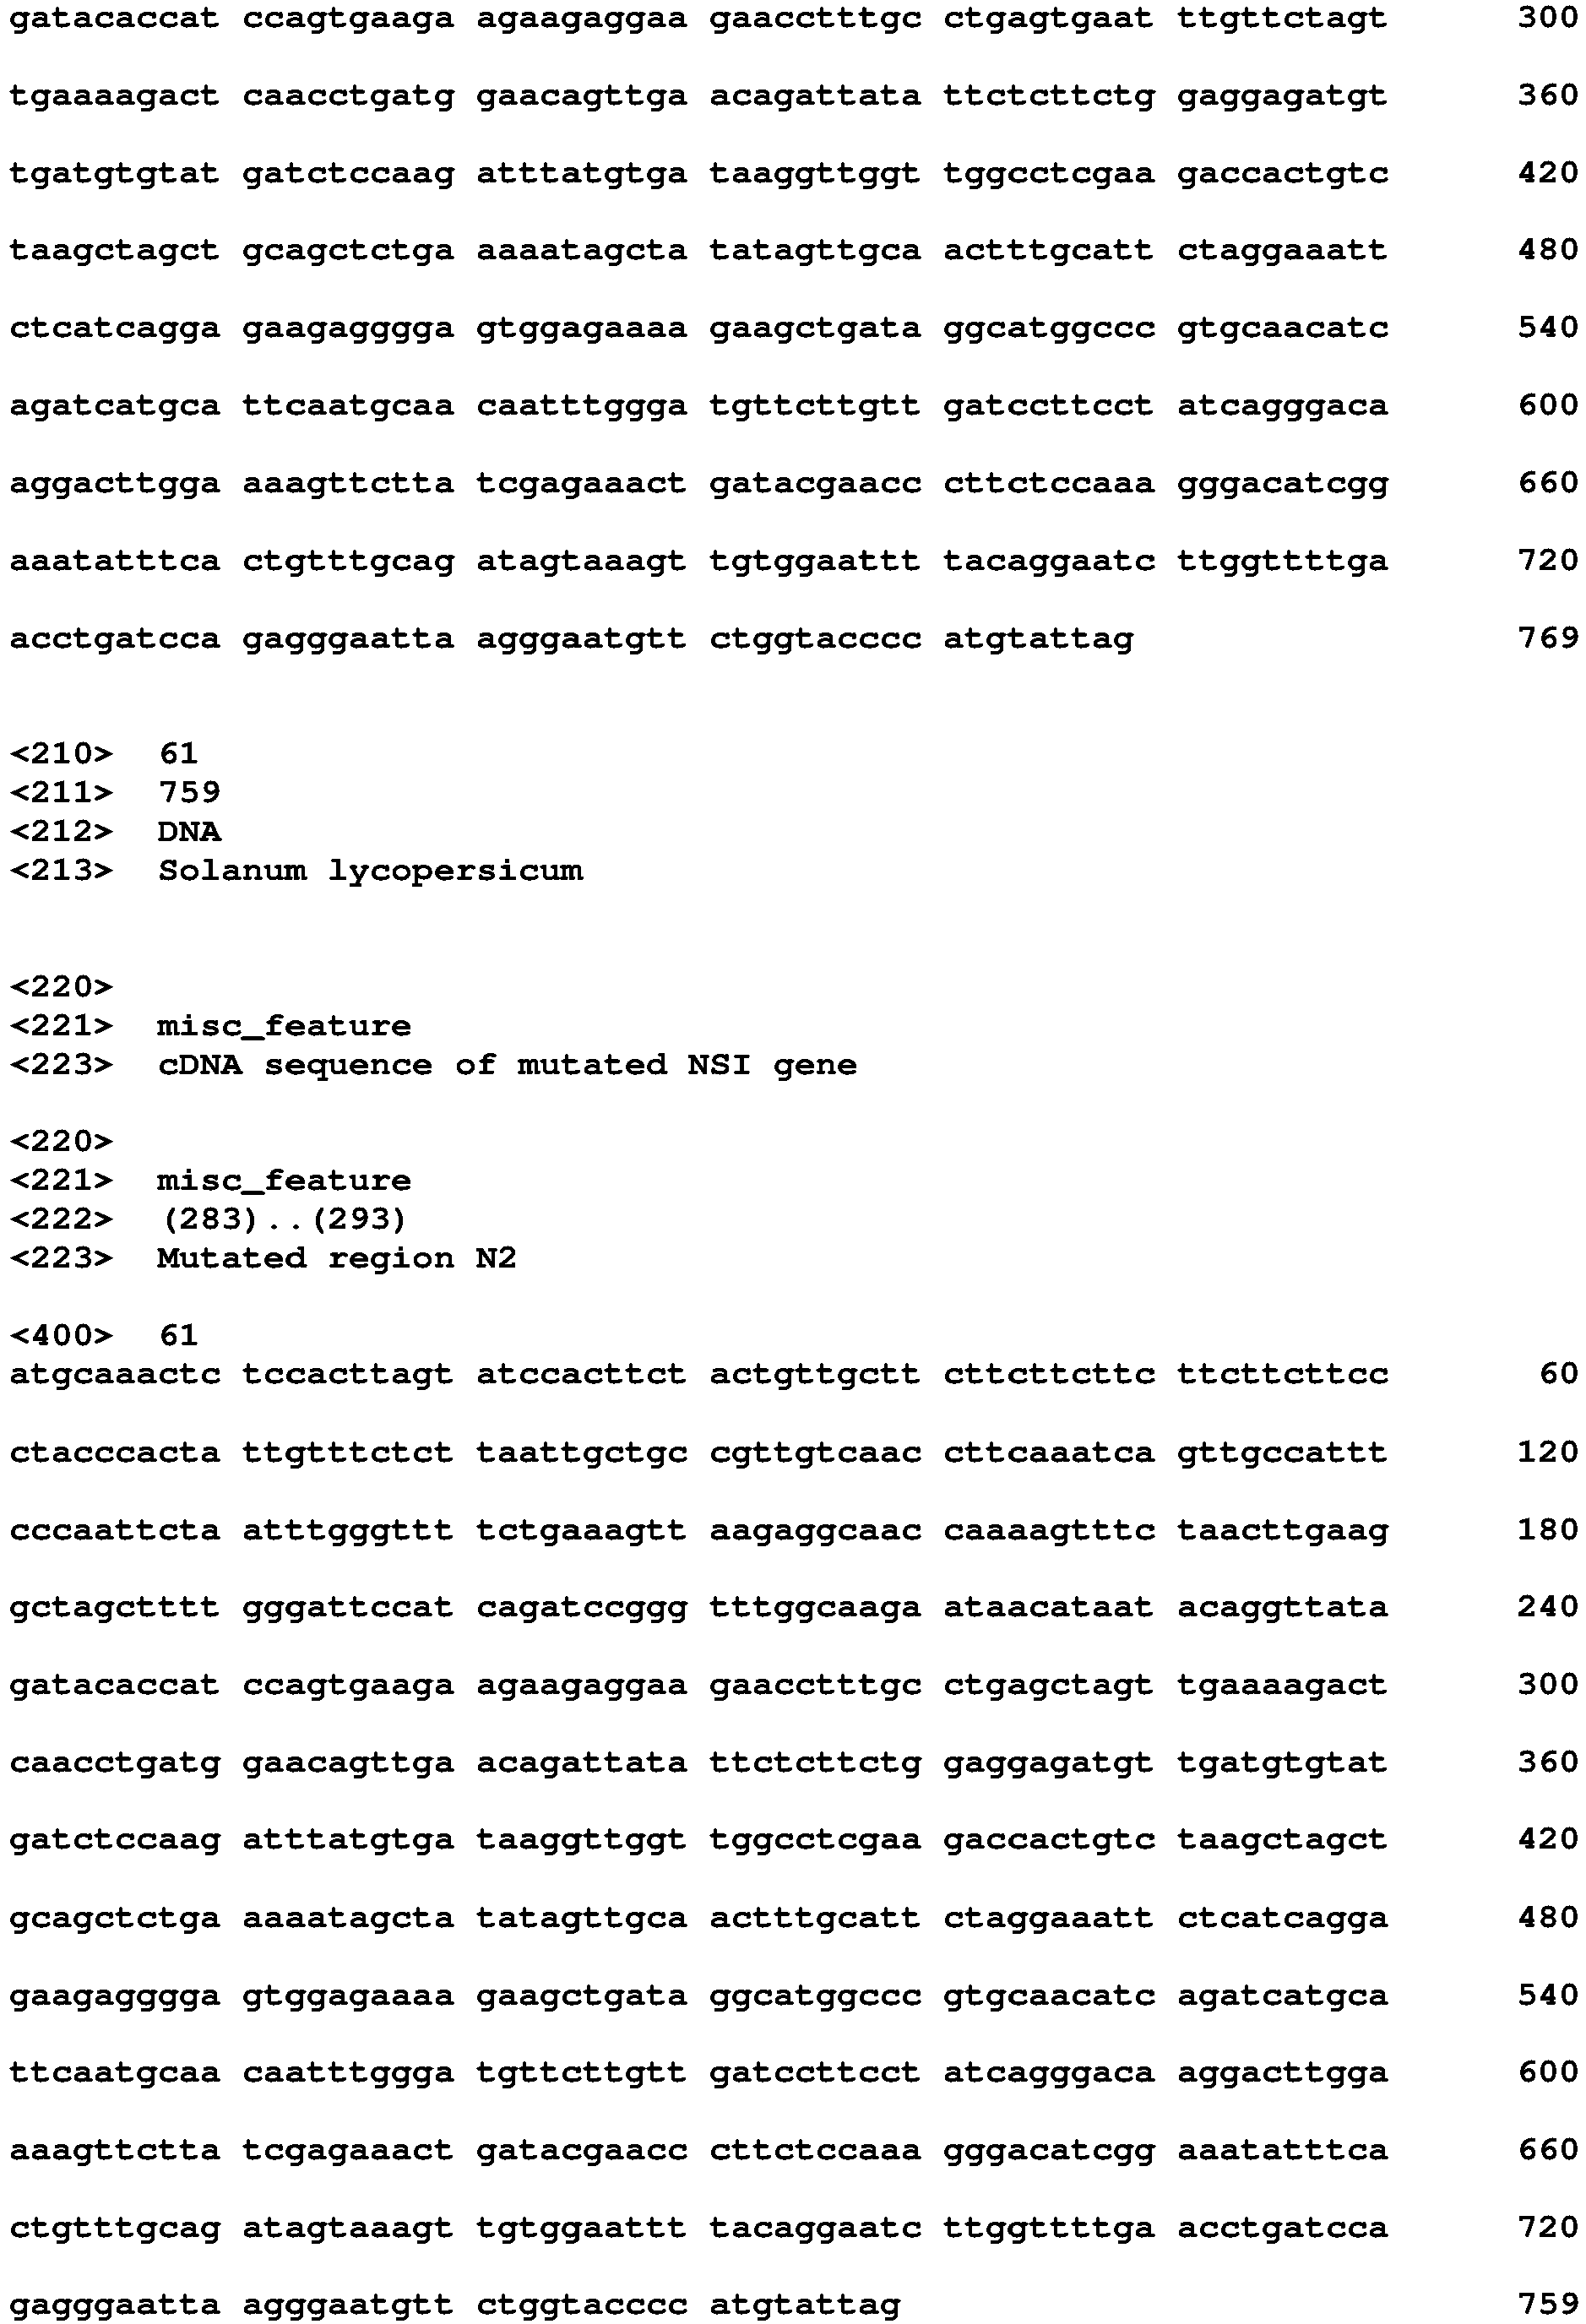 gatacaccat ccagtgaaga agaagaggaa gaacctttgc ctgagtgaat ttgttctagt 300
tgaaaagact caacctgatg gaacagttga acagattata ttctcttctg gaggagatgt 360
tgatgtgtat gatctccaag atttatgtga taaggttggt tggcctcgaa gaccactgtc 420
taagctagct gcagctctga aaaatagcta tatagttgca actttgcatt ctaggaaatt 480
ctcatcagga gaagagggga gtggagaaaa gaagctgata ggcatggccc gtgcaacatc 540
agatcatgca ttcaatgcaa caatttggga tgttcttgtt gatccttcct atcagggaca 600
aggacttgga aaagttctta tcgagaaact gatacgaacc cttctccaaa gggacatcgg 660
aaatatttca ctgtttgcag atagtaaagt tgtggaattt tacaggaatc ttggttttga 720
acctgatcca gagggaatta agggaatgtt ctggtacccc atgtattag 769
<210> 61
<211> 759
<212> DNA
<213> Solanum lycopersicum
<220>
<221> misc_feature
<223> cDNA sequence of mutated NSI gene
<220>
<221> misc_feature
<222> (283)..(293)
<223> Mutated region N2
<400> 61
atgcaaactc tccacttagt atccacttct actgttgctt cttcttcttc ttcttcttcc 60
ctacccacta ttgtttctct taattgctgc cgttgtcaac cttcaaatca gttgccattt 120
cccaattcta atttgggttt tctgaaagtt aagaggcaac caaaagtttc taacttgaag 180
gctagctttt gggattccat cagatccggg tttggcaaga ataacataat acaggttata 240
gatacaccat ccagtgaaga agaagaggaa gaacctttgc ctgagctagt tgaaaagact 300
caacctgatg gaacagttga acagattata ttctcttctg gaggagatgt tgatgtgtat 360
gatctccaag atttatgtga taaggttggt tggcctcgaa gaccactgtc taagctagct 420
gcagctctga aaaatagcta tatagttgca actttgcatt ctaggaaatt ctcatcagga 480
gaagagggga gtggagaaaa gaagctgata ggcatggccc gtgcaacatc agatcatgca 540
ttcaatgcaa caatttggga tgttcttgtt gatccttcct atcagggaca aggacttgga 600
aaagttctta tcgagaaact gatacgaacc cttctccaaa gggacatcgg aaatatttca 660
ctgtttgcag atagtaaagt tgtggaattt tacaggaatc ttggttttga acctgatcca 720
gagggaatta agggaatgtt ctggtacccc atgtattag 759